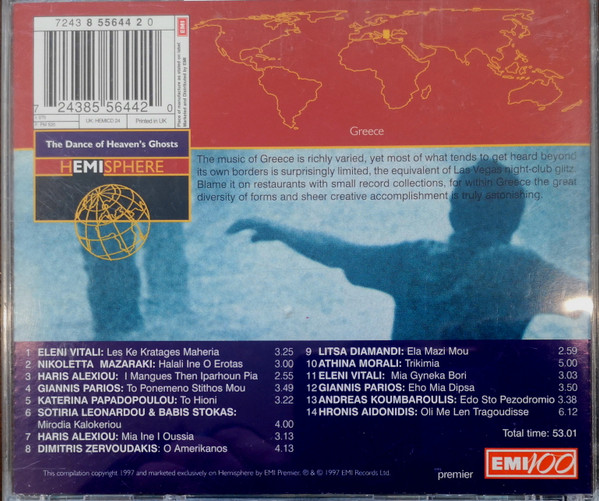 7243 8 55644 2 0
EMI
Marketed and Distributed by EMI
7 24385 56442 0
UK: HEMICD 24
Printed in UK
The Dance of Heaven's Ghosts
HEMISPHERE
Greece
The music of Greece is richly varied, yet most of what tends to get heard beyond
its own borders is surprisingly limited, the equivalent of Las Vegas night-club glitz.
Blame it on restaurants with small record collections, for within Greece the great
diversity of forms and sheer creative accomplishment is truly astonishing.
1 ELENI VITALI: Les Ke Kratages Maheria 3.25
2 NIKOLETTA MAZARAKI: Halali Ine O Erotas 3.00
3 HARIS ALEXIOU: I Mangues Then Iparhoun Pia 2.55
4 GIANNIS PARIOS: To Ponemeno Stithos Mou 3.49
5 KATERINA PAPADOPOULOU: To Hioni 3.22
6 SOTIRIA LEONARDOU & BABIS STOKAS:
Mirodia Kalokeriou 4.00
7 HARIS ALEXIOU: Mia Ine I Oussia 3.13
8 DIMITRIS ZERVOUDAKIS: O Amerikanos 4.13
9 LITSA DIAMANDI: Ela Mazi Mou 2.59
10 ATHINA MORALI: Trikimia 5.00
11 ELENI VITALI: Mia Gyneka Bori 3.03
12 GIANNIS PARIOS: Eho Mia Dipsa 3.50
13 ANDREAS KOUMBAROULIS: Edo Sto Pezodromio 3.38
14 HRONIS AIDONIDIS: Oli Me Len Tragoudisse 6.12
Total time: 53.01
This compilation copyright 1997 and marketed exclusively on Hemisphere by EMI Premier. ℗ & © 1997 EMI Records Ltd.
premier
EMI100